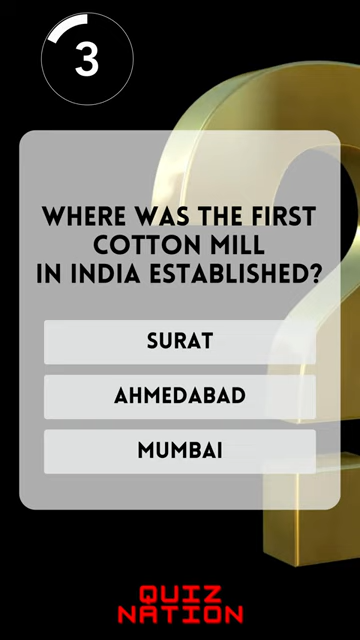 3
WHERE WAS THE FIRST
COTTON MILL
IN INDIA ESTABLISHED?
SURAT
AHMEDABAD
MUMBAI
QUIZ
NATION